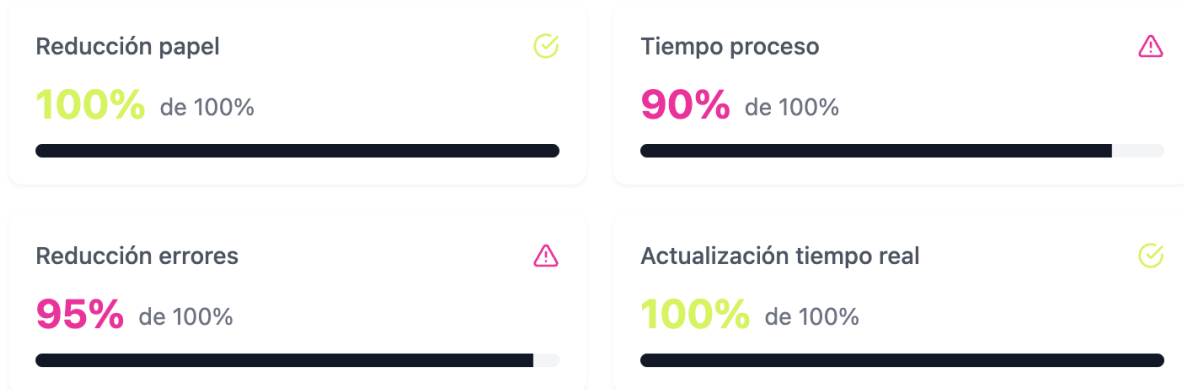 Reducción papel
100% de 100%
Tiempo proceso
90% de 100%
Reducción errores
95% de 100%
Actualización tiempo real
100% de 100%